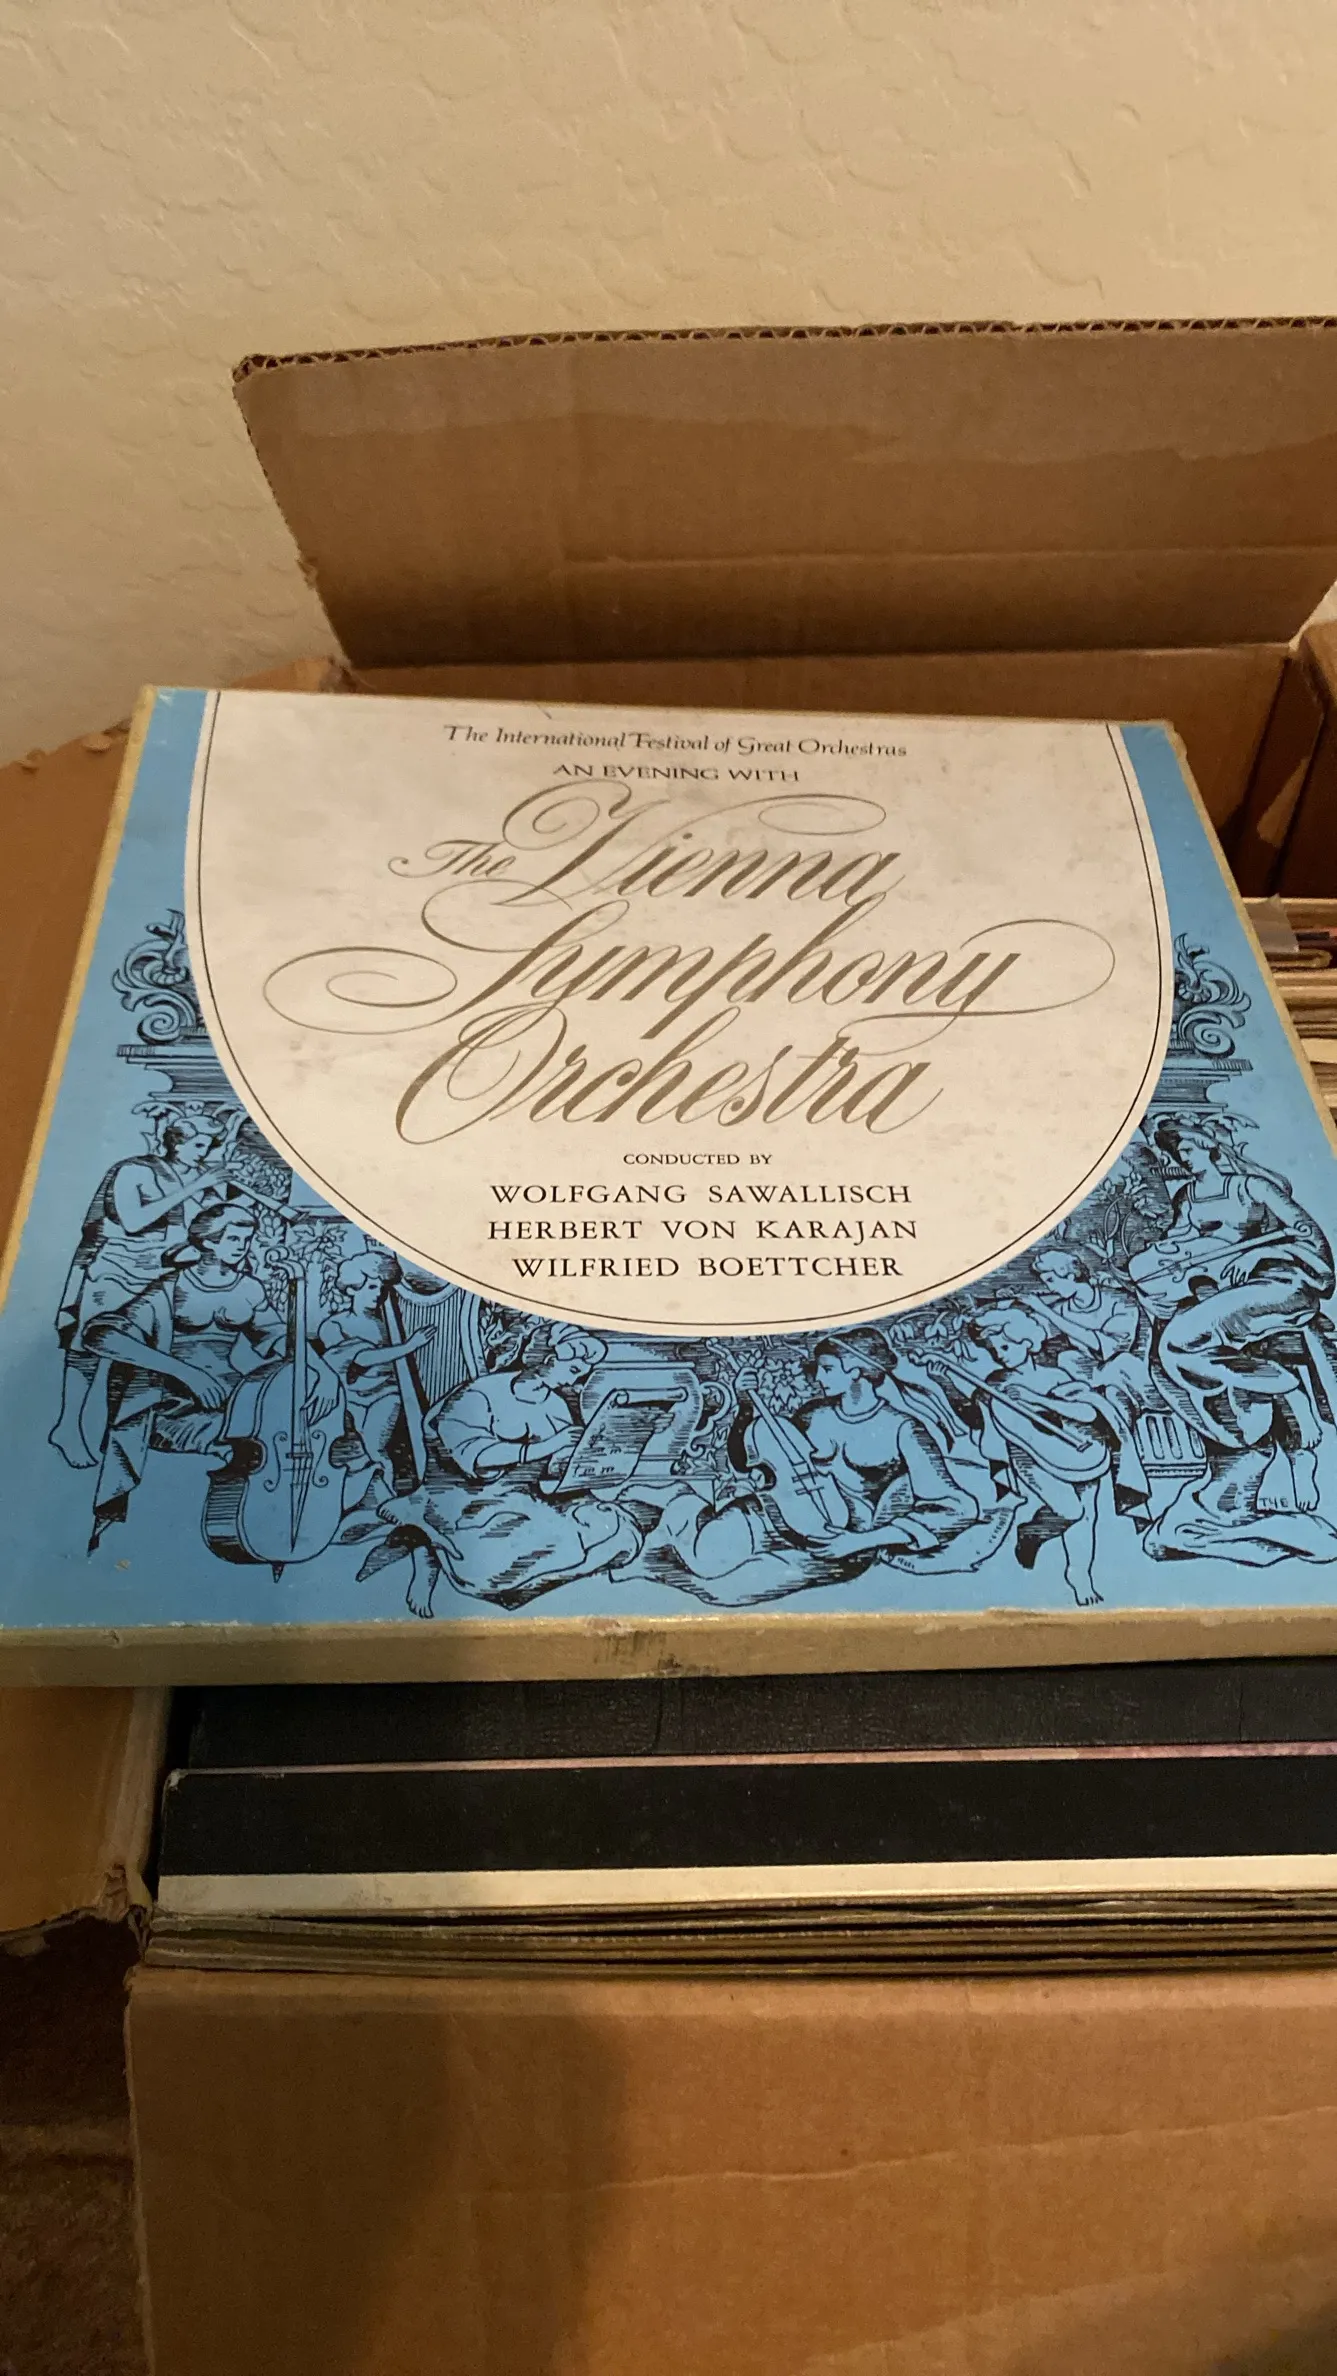 The International Festival of Great Orchestras
AN EVENING WITH
The Vienna
Symphony
Orchestra
CONDUCTED BY
WOLFGANG SAWALLISCH
HERBERT VON KARAJAN
WILFRIED BOETTCHER
TYE